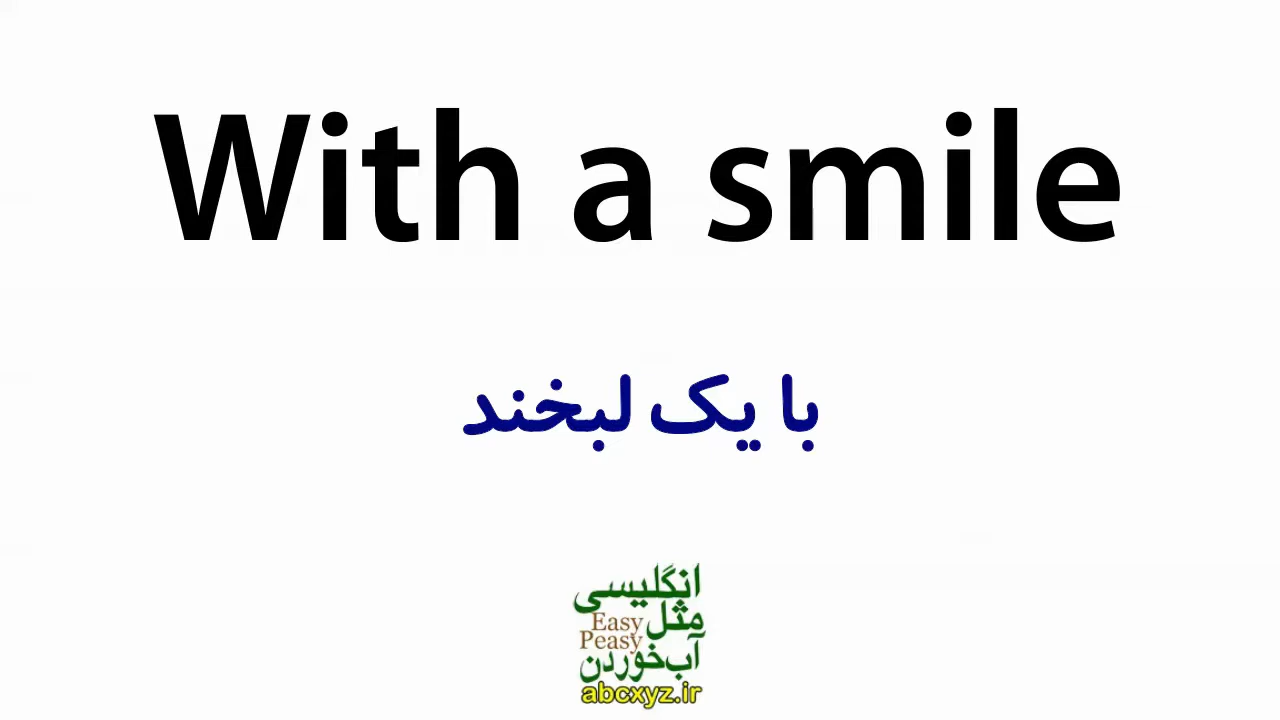 With a smile
با یک لبخند
انگلیسی
مثل
Easy
Peasy
آب‌خوردن
abcxyz.ir